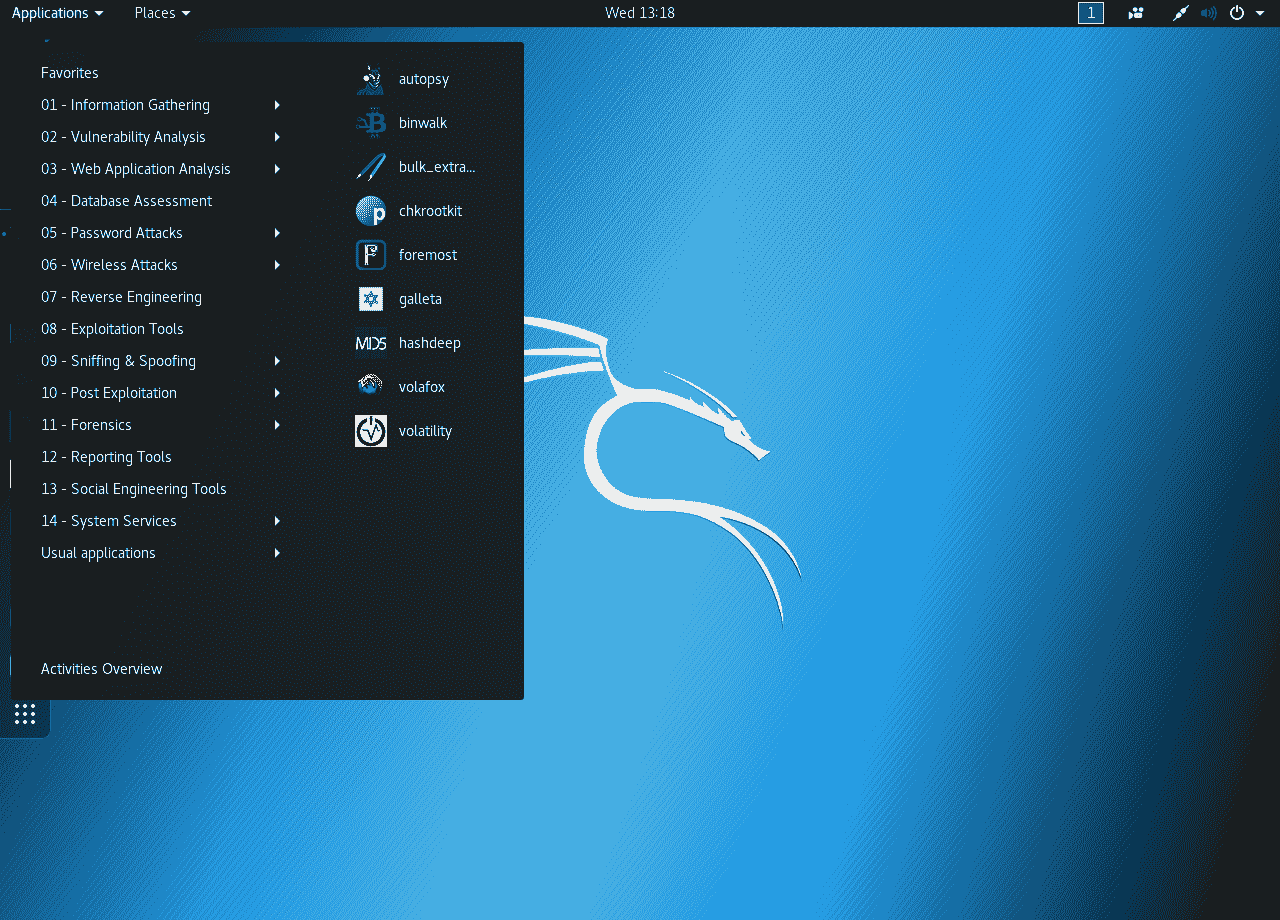 Applications Places Wed 13:18 1
Favorites
01 - Information Gathering
02 - Vulnerability Analysis
03 - Web Application Analysis
04 - Database Assessment
05 - Password Attacks
06 - Wireless Attacks
07 - Reverse Engineering
08 - Exploitation Tools
09 - Sniffing & Spoofing
10 - Post Exploitation
11 - Forensics
12 - Reporting Tools
13 - Social Engineering Tools
14 - System Services
Usual applications
Activities Overview
autopsy
binwalk
bulk_extra...
chkrootkit
foremost
galleta
MD5 hashdeep
volafox
volatility